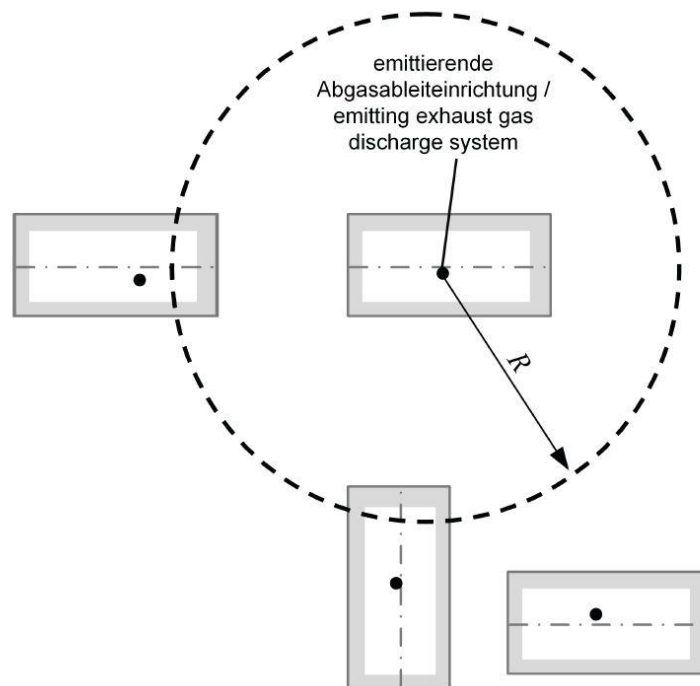 emittierende
Abgasableiteinrichtung /
emitting exhaust gas
discharge system
R